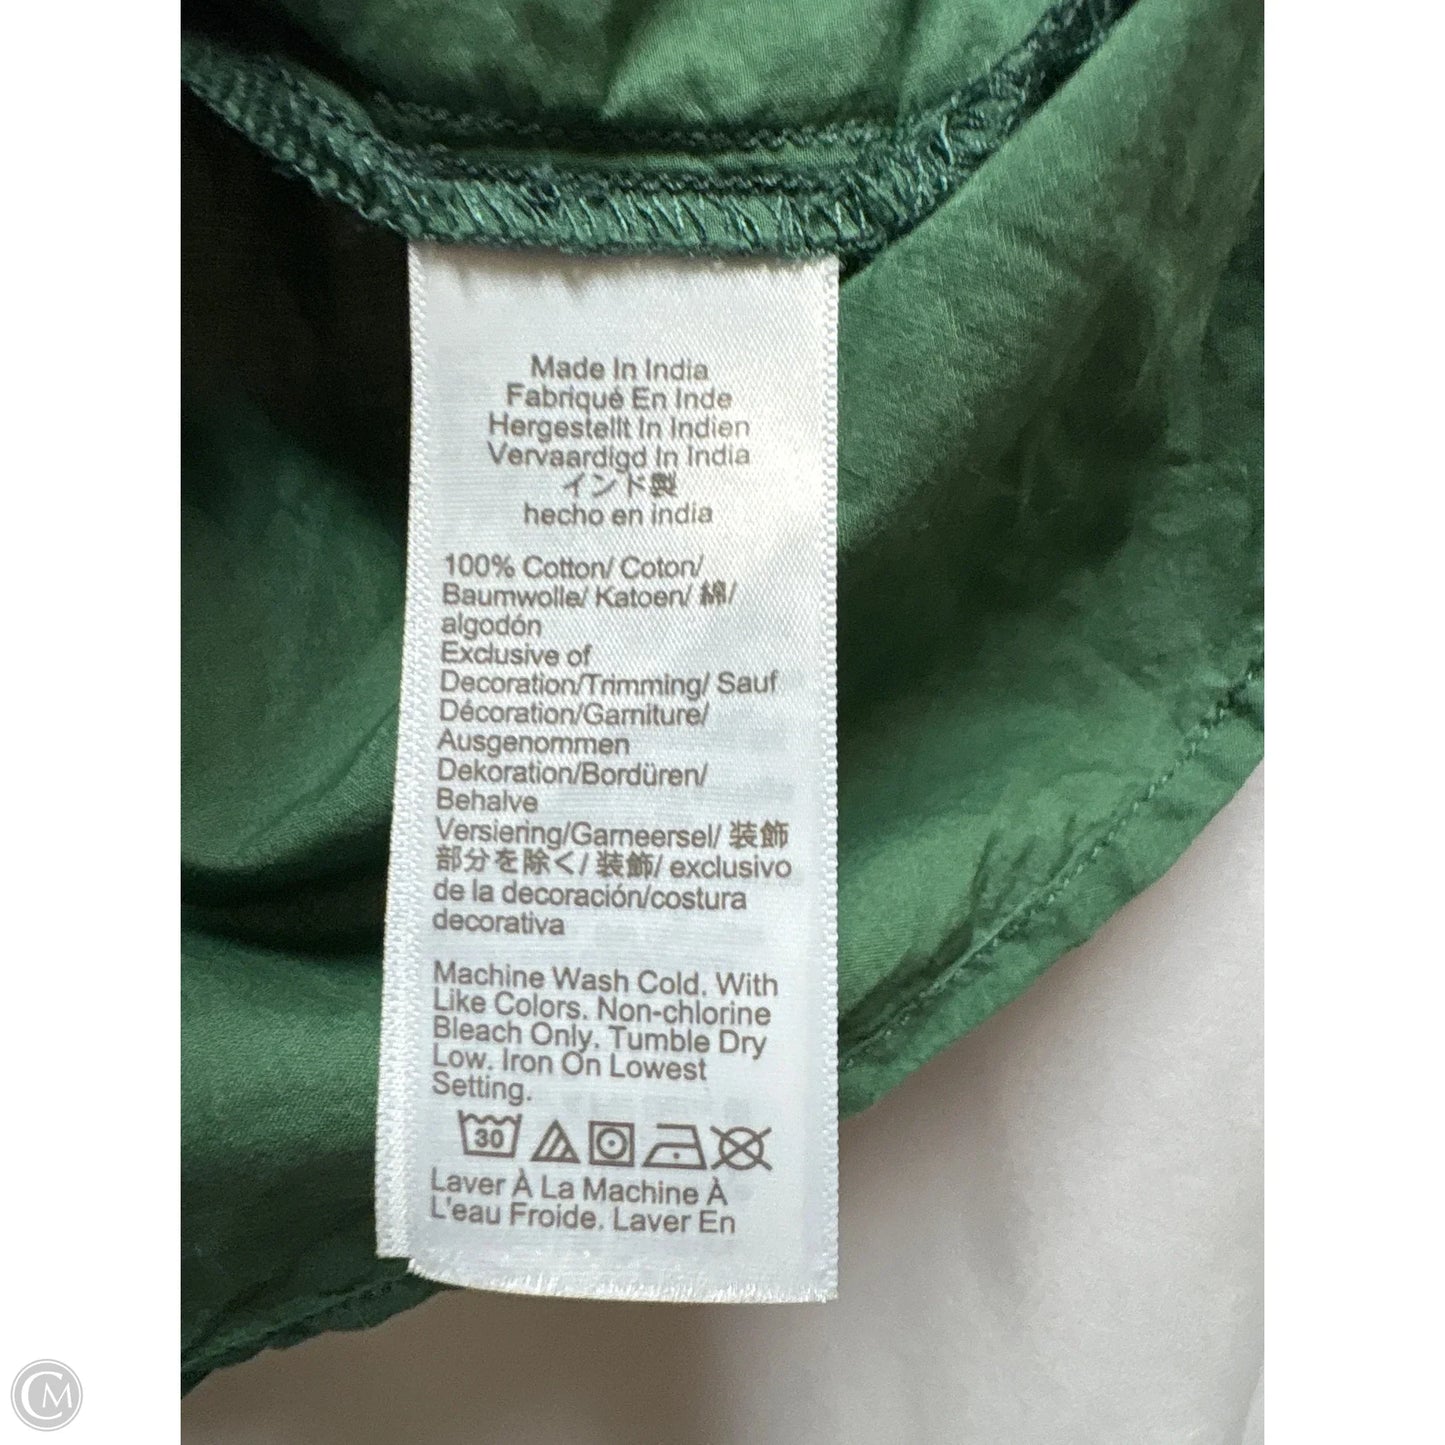 Made In India
Fabriqué En Inde
Hergestellt In Indien
Vervaardigd In India
インド製
hecho en india
100% Cotton/ Coton/
Baumwolle/ Katoen/ 綿/
algodón
Exclusive of
Decoration/Trimming/ Sauf
Décoration/Garniture/
Ausgenommen
Dekoration/Bordüren/
Behalve
Versiering/Garneersel/ 装飾
部分を除く/ 装飾/ exclusivo
de la decoración/costura
decorativa
Machine Wash Cold. With
Like Colors. Non-chlorine
Bleach Only. Tumble Dry
Low. Iron On Lowest
Setting.
30
Laver À La Machine À
L'eau Froide. Laver En
CM